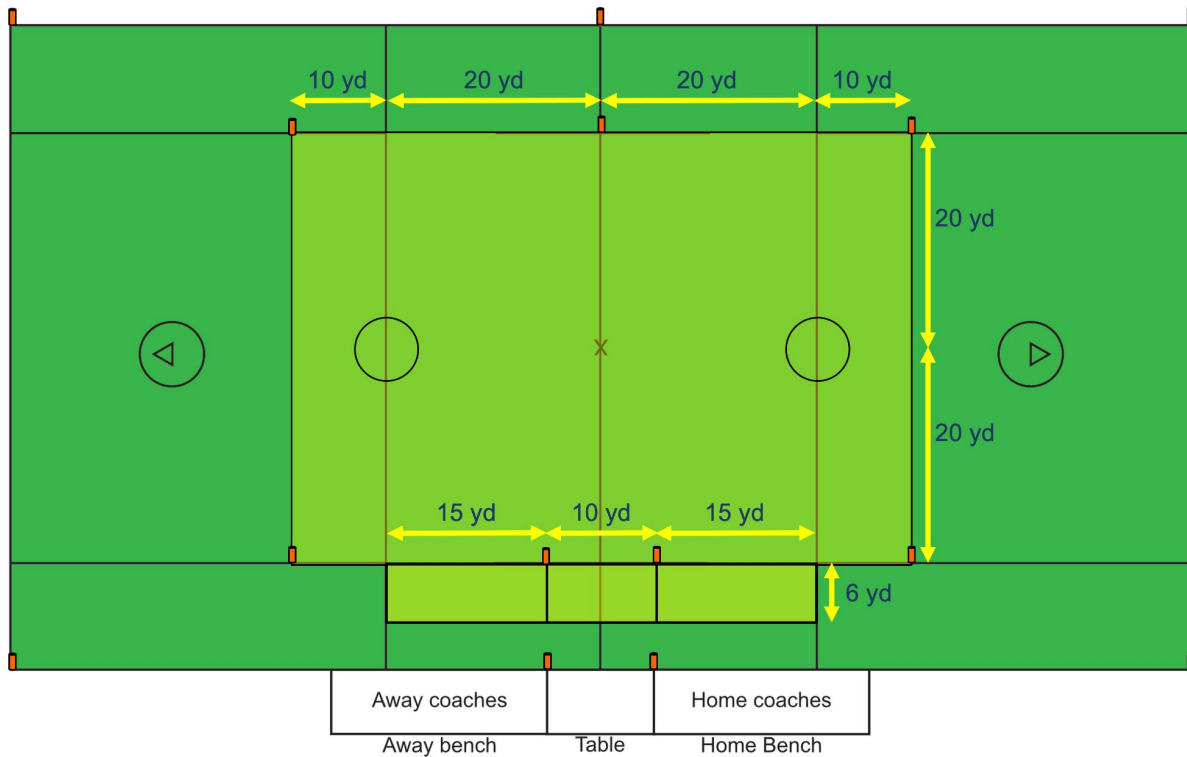 10 yd
20 yd
20 yd
10 yd
20 yd
X
20 yd
15 yd
10 yd
15 yd
6 yd
Away coaches
Home coaches
Away bench
Table
Home Bench